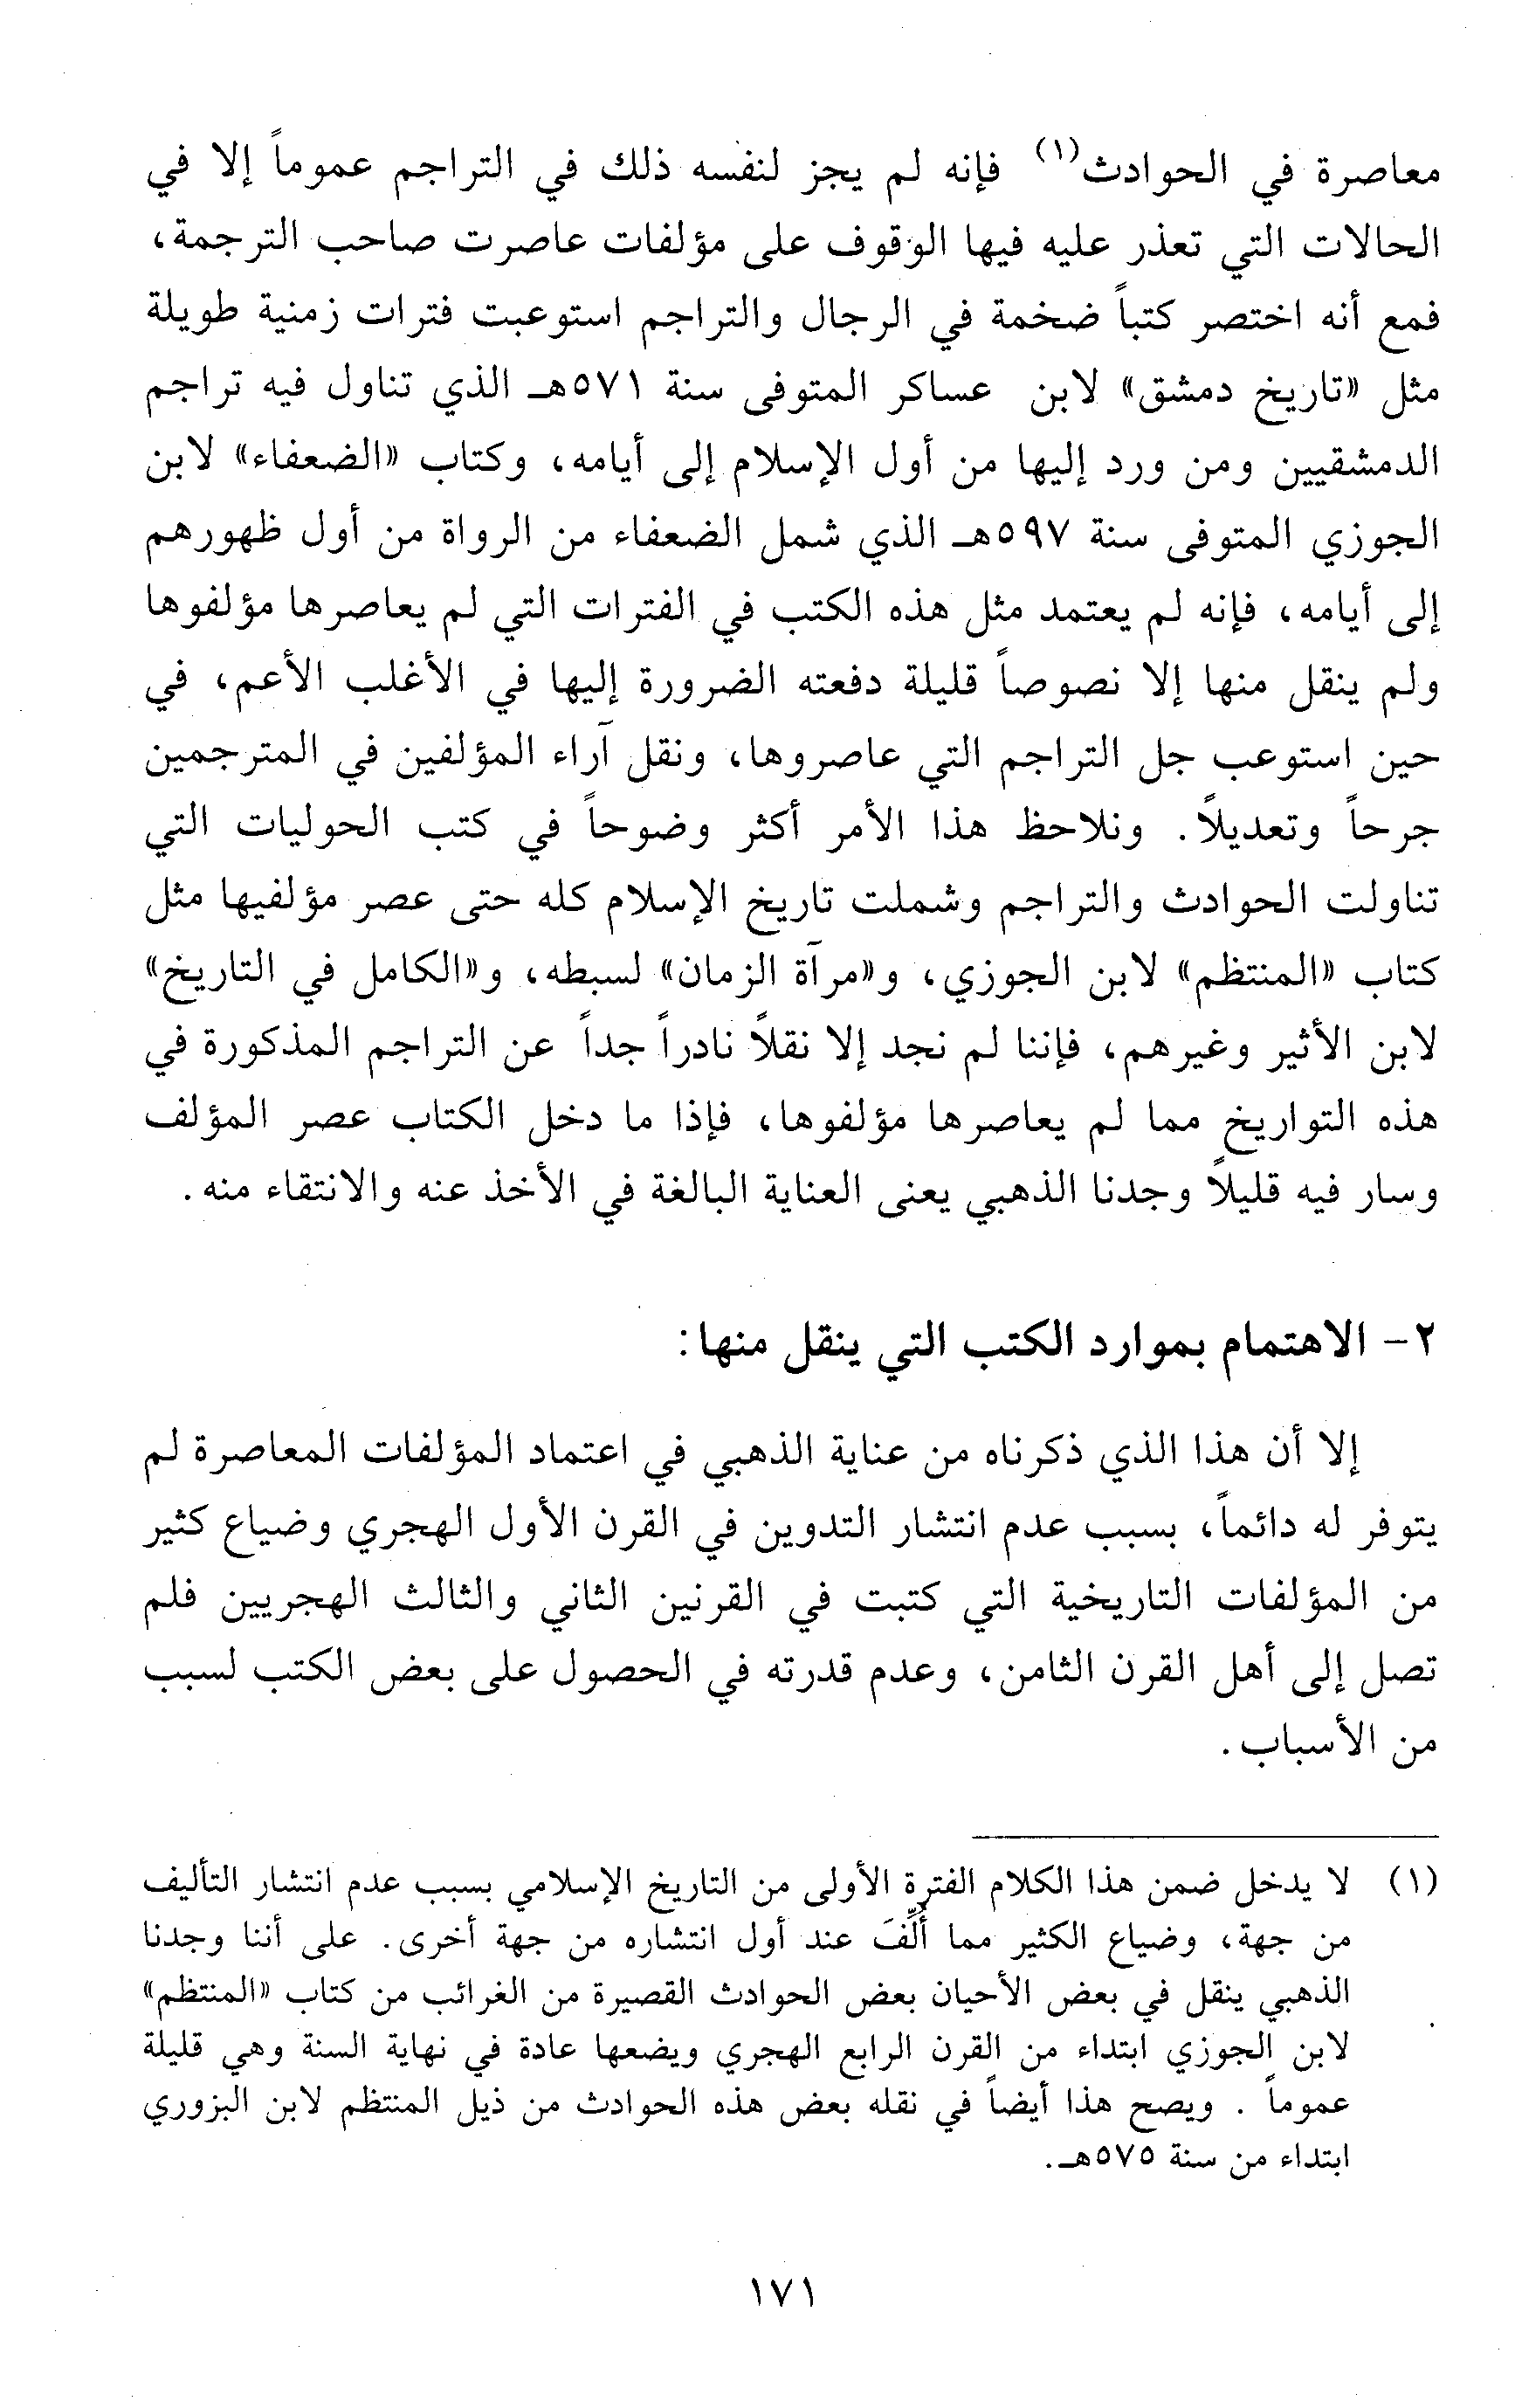 معاصرة في الحوادث(١) فإنه لم يجز لنفسه ذلك في التراجم عموماً إلا في
الحالات التي تعذر عليه فيها الوقوف على مؤلفات عاصرت صاحب الترجمة،
فمع أنه اختصر كتباً ضخمة في الرجال والتراجم استوعبت فترات زمنية طويلة
مثل «تاريخ دمشق» لابن عساكر المتوفى سنة ٥٧١هـ الذي تناول فيه تراجم
الدمشقيين ومن ورد إليها من أول الإسلام إلى أيامه، وكتاب «الضعفاء» لابن
الجوزي المتوفى سنة ٥٩٧هـ الذي شمل الضعفاء من الرواة من أول ظهورهم
إلى أيامه، فإنه لم يعتمد مثل هذه الكتب في الفترات التي لم يعاصرها مؤلفوها
ولم ينقل منها إلا نصوصاً قليلة دفعته الضرورة إليها في الأغلب الأعم، في
حين استوعب جل التراجم التي عاصروها، ونقل آراء المؤلفين في المترجمين
جرحاً وتعديلاً. ونلاحظ هذا الأمر أكثر وضوحاً في كتب الحوليات التي
تناولت الحوادث والتراجم وشملت تاريخ الإسلام كله حتى عصر مؤلفيها مثل
كتاب «المنتظم» لابن الجوزي، و«مرآة الزمان» لسبطه، و«الكامل في التاريخ»
لابن الأثير وغيرهم، فإننا لم نجد إلا نقلاً نادراً جداً عن التراجم المذكورة في
هذه التواريخ مما لم يعاصرها مؤلفوها، فإذا ما دخل الكتاب عصر المؤلف
وسار فيه قليلاً وجدنا الذهبي يعنى العناية البالغة في الأخذ عنه والانتقاء منه.
٢- الاهتمام بموارد الكتب التي ينقل منها:
إلا أن هذا الذي ذكرناه من عناية الذهبي في اعتماد المؤلفات المعاصرة لم
يتوفر له دائماً، بسبب عدم انتشار التدوين في القرن الأول الهجري وضياع كثير
من المؤلفات التاريخية التي كتبت في القرنين الثاني والثالث الهجريين فلم
تصل إلى أهل القرن الثامن، وعدم قدرته في الحصول على بعض الكتب لسبب
من الأسباب.
(١) لا يدخل ضمن هذا الكلام الفترة الأولى من التاريخ الإسلامي بسبب عدم انتشار التأليف
من جهة، وضياع الكثير مما أُلِّفَ عند أول انتشاره من جهة أخرى. على أننا وجدنا
الذهبي ينقل في بعض الأحيان بعض الحوادث القصيرة من الغرائب من كتاب «المنتظم»
لابن الجوزي ابتداء من القرن الرابع الهجري ويضعها عادة في نهاية السنة وهي قليلة
عموماً . ويصح هذا أيضاً في نقله بعض هذه الحوادث من ذيل المنتظم لابن البزوري
ابتداء من سنة ٥٧٥هـ.
١٧١